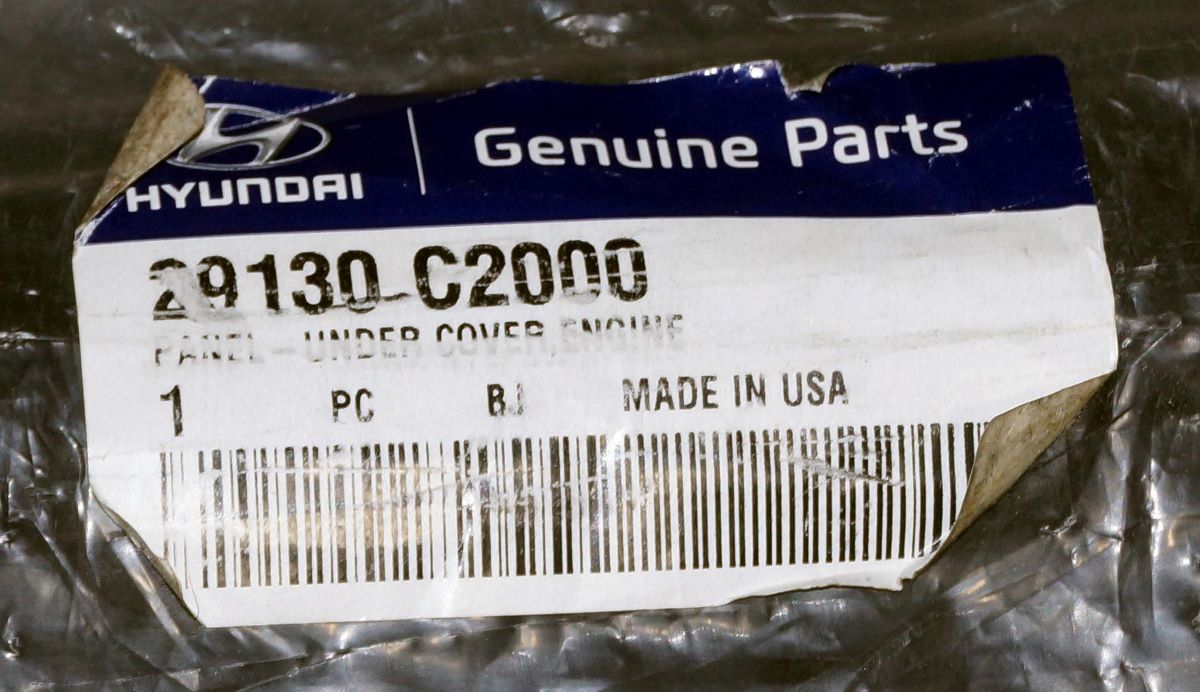 HYUNDAI
Genuine Parts
29130-C2000
PANEL-UNDER COVER,ENGINE
1 PC BJ MADE IN USA